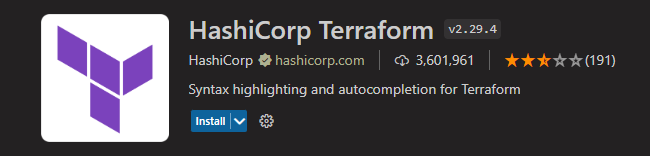 HashiCorp Terraform v2.29.4
HashiCorp hashicorp.com 3,601,961 (191)
Syntax highlighting and autocompletion for Terraform
Install